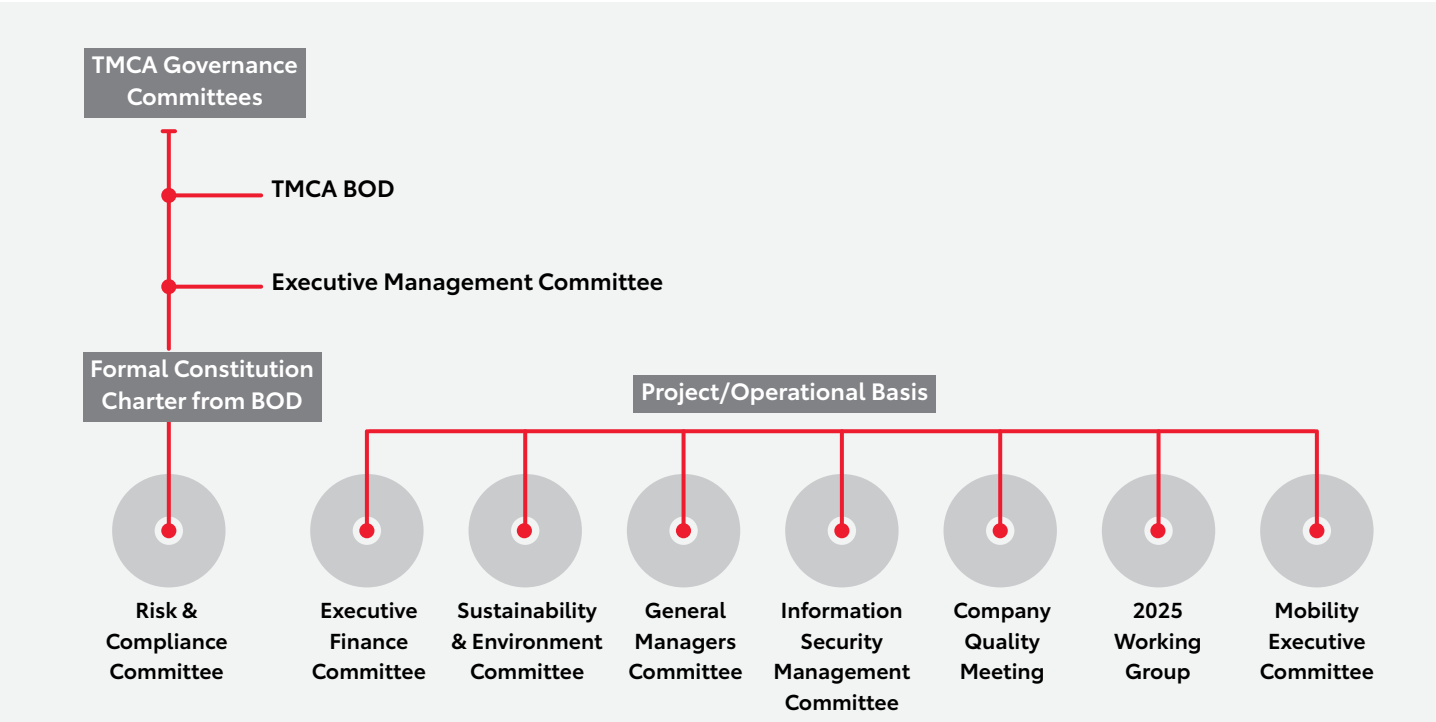 TMCA Governance
Committees
TMCA BOD
Executive Management Committee
Formal Constitution
Charter from BOD
Project/Operational Basis
Risk &
Compliance
Committee
Executive
Finance
Committee
Sustainability
& Environment
Committee
General
Managers
Committee
Information
Security
Management
Committee
Company
Quality
Meeting
2025
Working
Group
Mobility
Executive
Committee